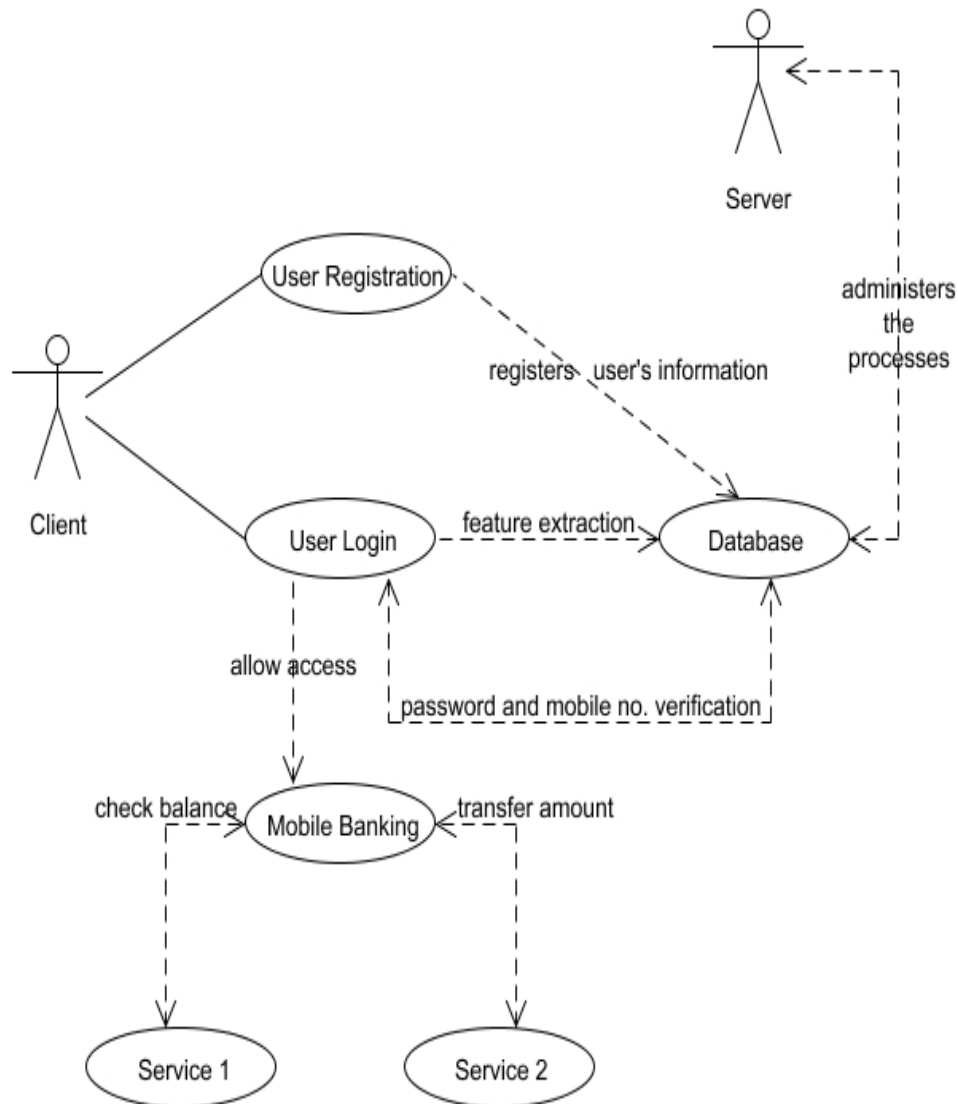 Server
User Registration
administers
the
processes
registers user's information
Client
User Login
feature extraction
Database
allow access
password and mobile no. verification
check balance
transfer amount
Mobile Banking
Service 1
Service 2